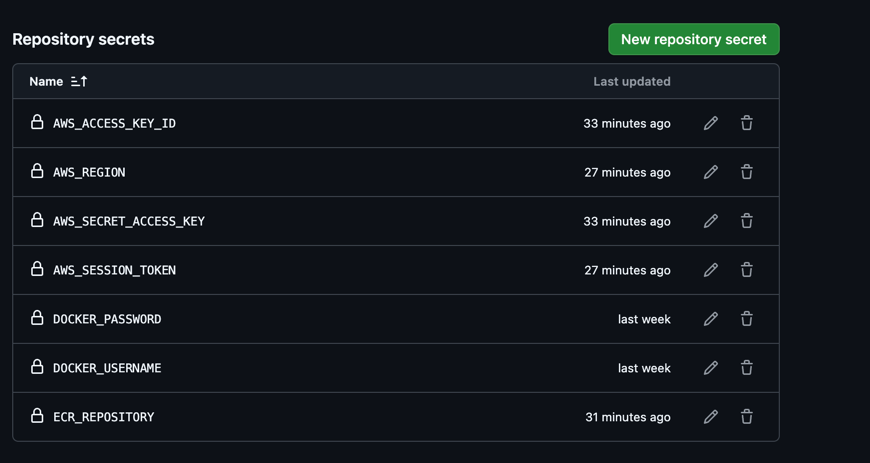 Repository secrets
New repository secret
Name Last updated
AWS_ACCESS_KEY_ID 33 minutes ago
AWS_REGION 27 minutes ago
AWS_SECRET_ACCESS_KEY 33 minutes ago
AWS_SESSION_TOKEN 27 minutes ago
DOCKER_PASSWORD last week
DOCKER_USERNAME last week
ECR_REPOSITORY 31 minutes ago